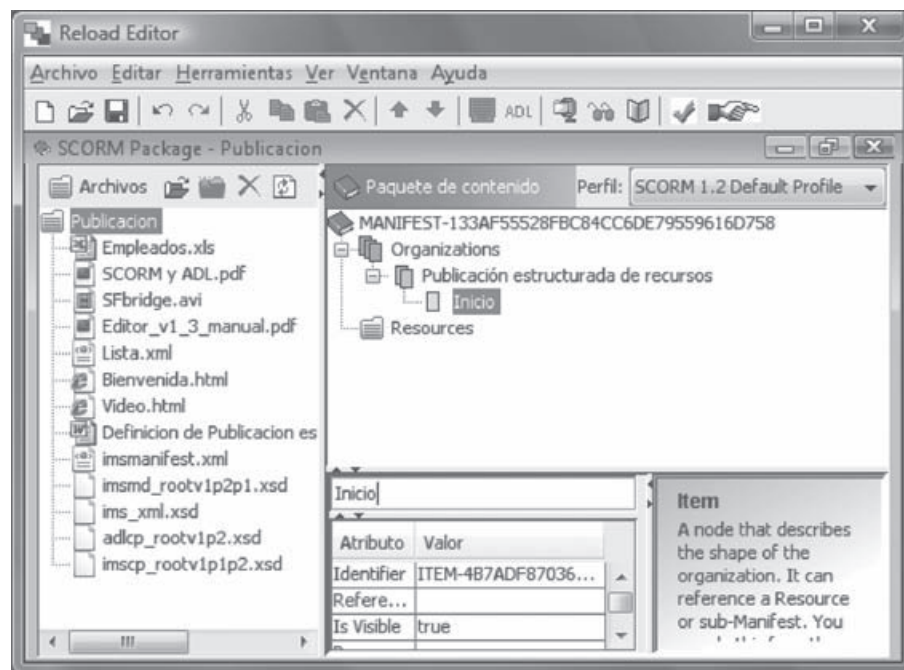 Reload Editor
Archivo Editar Herramientas Ver Ventana Ayuda
ADL
SCORM Package - Publicacion
Archivos
Publicacion
Empleados.xls
SCORM y ADL.pdf
SFbridge.avi
Editor_v1_3_manual.pdf
Lista.xml
Bienvenida.html
Video.html
Definicion de Publicacion es
imsmanifest.xml
imsmd_rootv1p2p1.xsd
ims_xml.xsd
adlcp_rootv1p2.xsd
imscp_rootv1p1p2.xsd
Paquete de contenido Perfil: SCORM 1.2 Default Profile
MANIFEST-133AF55528FBC84CC6DE79559616D758
Organizations
Publicación estructurada de recursos
Inicio
Resources
Inicio
Atributo Valor
Identifier ITEM-4B7ADF87036...
Refere...
Is Visible true
Item
A node that describes
the shape of the
organization. It can
reference a Resource
or sub-Manifest. You